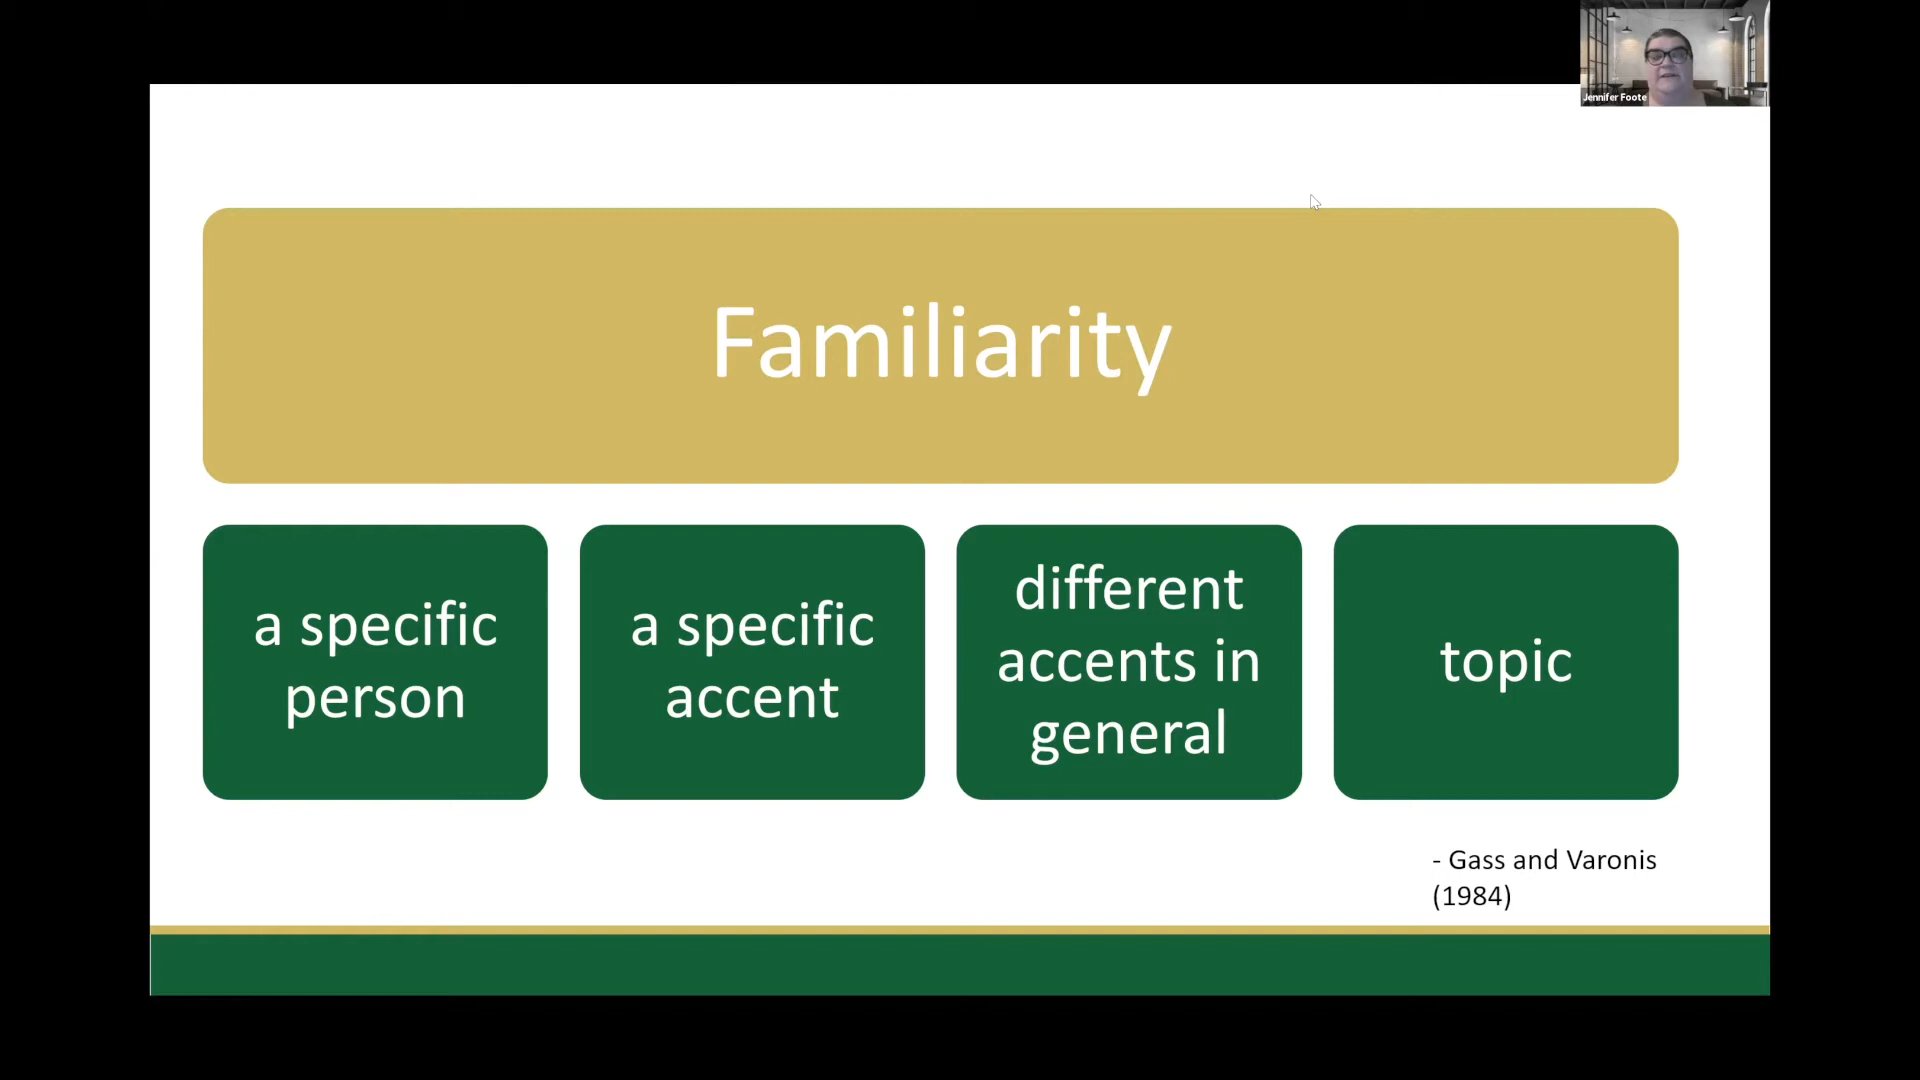 Jennifer Foote
Familiarity
a specific
person
a specific
accent
different
accents in
general
topic
- Gass and Varonis
(1984)